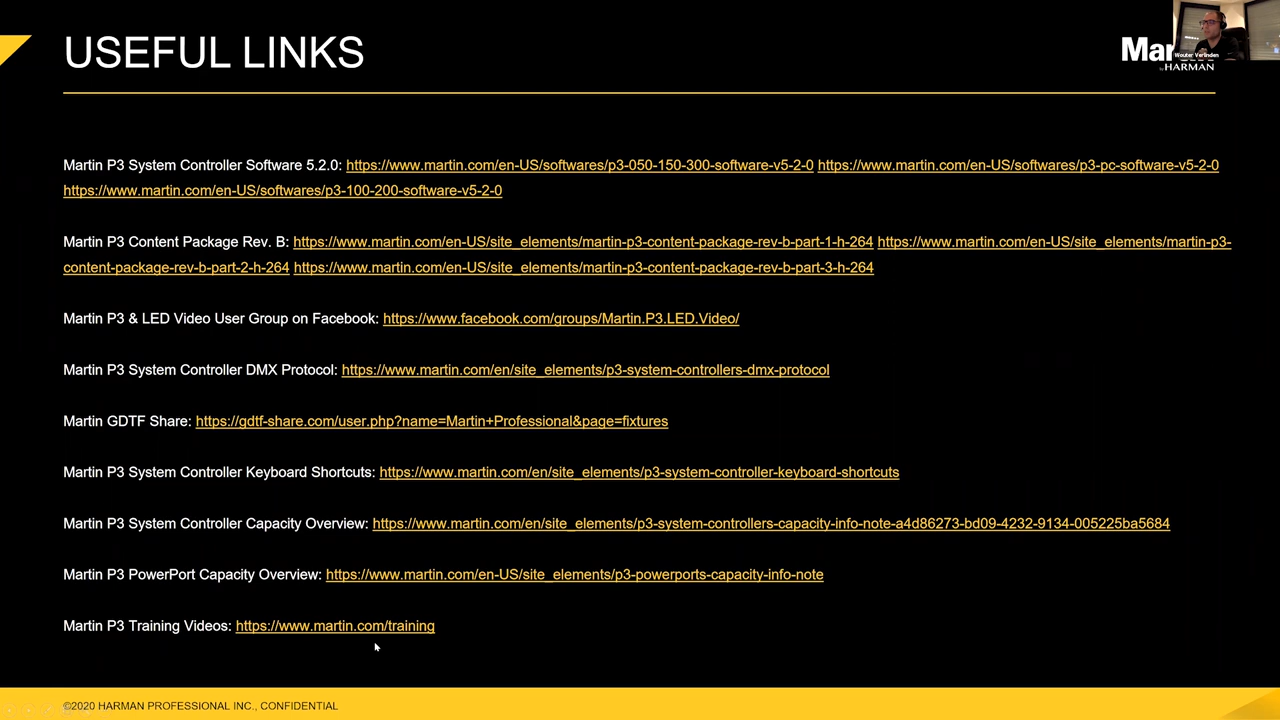 USEFUL LINKS
Mar
Wouter Verlinden
by HARMAN
Martin P3 System Controller Software 5.2.0: https://www.martin.com/en-US/softwares/p3-050-150-300-software-v5-2-0 https://www.martin.com/en-US/softwares/p3-pc-software-v5-2-0
https://www.martin.com/en-US/softwares/p3-100-200-software-v5-2-0
Martin P3 Content Package Rev. B: https://www.martin.com/en-US/site_elements/martin-p3-content-package-rev-b-part-1-h-264 https://www.martin.com/en-US/site_elements/martin-p3-
content-package-rev-b-part-2-h-264 https://www.martin.com/en-US/site_elements/martin-p3-content-package-rev-b-part-3-h-264
Martin P3 & LED Video User Group on Facebook: https://www.facebook.com/groups/Martin.P3.LED.Video/
Martin P3 System Controller DMX Protocol: https://www.martin.com/en/site_elements/p3-system-controllers-dmx-protocol
Martin GDTF Share: https://gdtf-share.com/user.php?name=Martin+Professional&page=fixtures
Martin P3 System Controller Keyboard Shortcuts: https://www.martin.com/en/site_elements/p3-system-controller-keyboard-shortcuts
Martin P3 System Controller Capacity Overview: https://www.martin.com/en/site_elements/p3-system-controllers-capacity-info-note-a4d86273-bd09-4232-9134-005225ba5684
Martin P3 PowerPort Capacity Overview: https://www.martin.com/en-US/site_elements/p3-powerports-capacity-info-note
Martin P3 Training Videos: https://www.martin.com/training
©2020 HARMAN PROFESSIONAL INC., CONFIDENTIAL